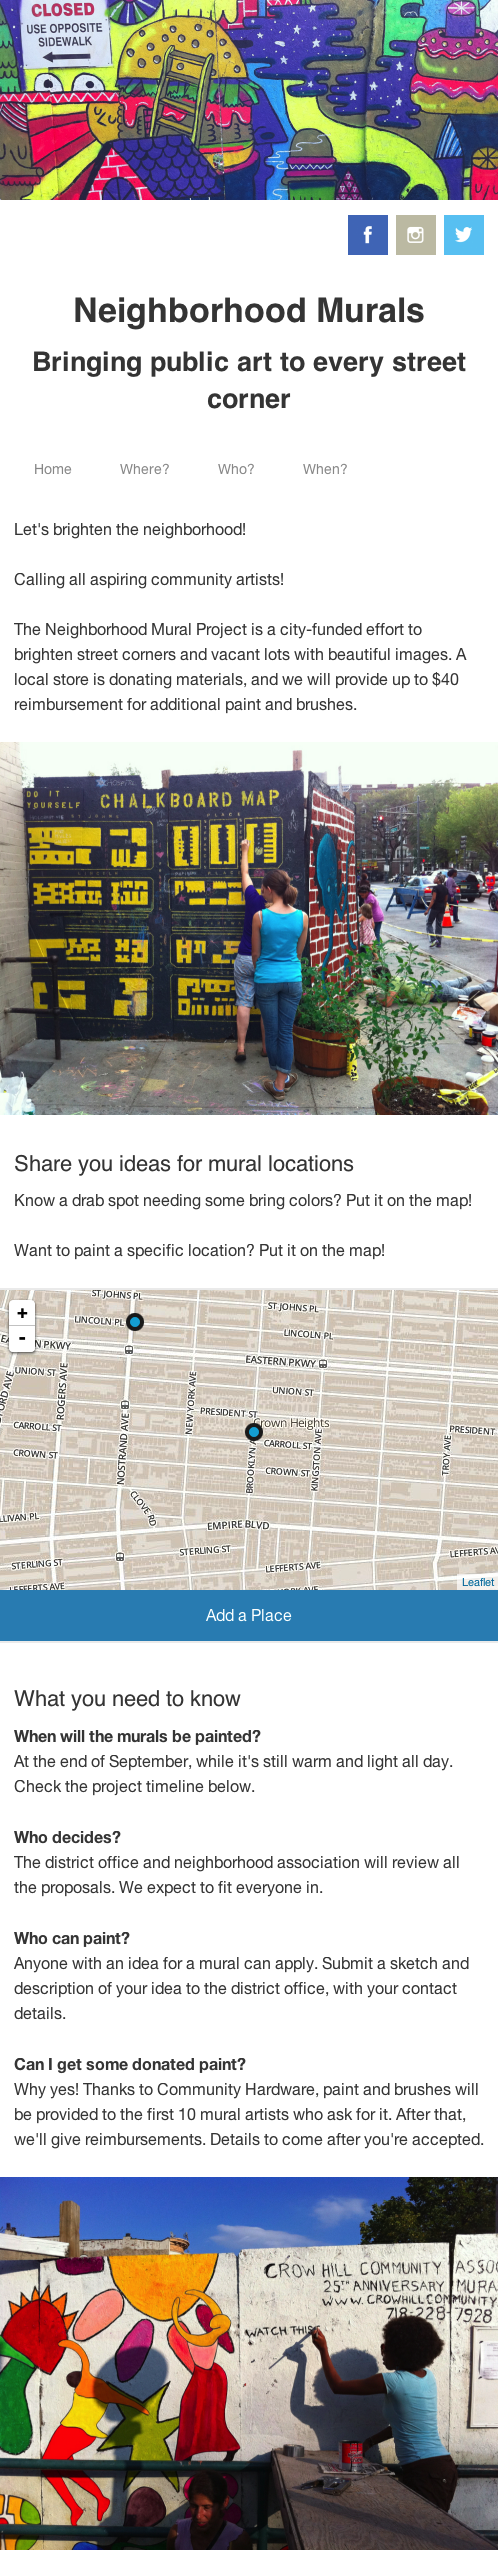 CLOSED
USE OPPOSITE
SIDEWALK
Neighborhood Murals
Bringing public art to every street
corner
Home Where? Who? When?
Let's brighten the neighborhood!
Calling all aspiring community artists!
The Neighborhood Mural Project is a city-funded effort to
brighten street corners and vacant lots with beautiful images. A
local store is donating materials, and we will provide up to $40
reimbursement for additional paint and brushes.
DO IT
YOURSELF
CHALKBOARD MAP
Share you ideas for mural locations
Know a drab spot needing some bring colors? Put it on the map!
Want to paint a specific location? Put it on the map!
+
-
ST JOHNS PL
ST JOHNS PL
LINCOLN PL
LINCOLN PL
N PKWY
EASTERN PKWY
UNION ST
UNION ST
ROGERS AVE
NEW YORK AVE
PRESIDENT ST
Crown Heights
CARROLL ST
CARROLL ST
PRESIDENT
NOSTRAND AVE
BROOKLYN
KINGSTON AVE
TROY AVE
CROWN ST
CROWN ST
CLOVE RD
LLIVAN PL
EMPIRE BLVD
STERLING ST
STERLING ST
LEFFERTS AV
LEFFERTS AVE
LEFFERTS AVE
Leaflet
Add a Place
What you need to know
When will the murals be painted?
At the end of September, while it's still warm and light all day.
Check the project timeline below.
Who decides?
The district office and neighborhood association will review all
the proposals. We expect to fit everyone in.
Who can paint?
Anyone with an idea for a mural can apply. Submit a sketch and
description of your idea to the district office, with your contact
details.
Can I get some donated paint?
Why yes! Thanks to Community Hardware, paint and brushes will
be provided to the first 10 mural artists who ask for it. After that,
we'll give reimbursements. Details to come after you're accepted.
CROW HILL COMMUNITY ASSOC
25TH ANNIVERSARY MURA
WWW.CROWHILLCOMMUNITY
718-228-7928
WATCH THIS